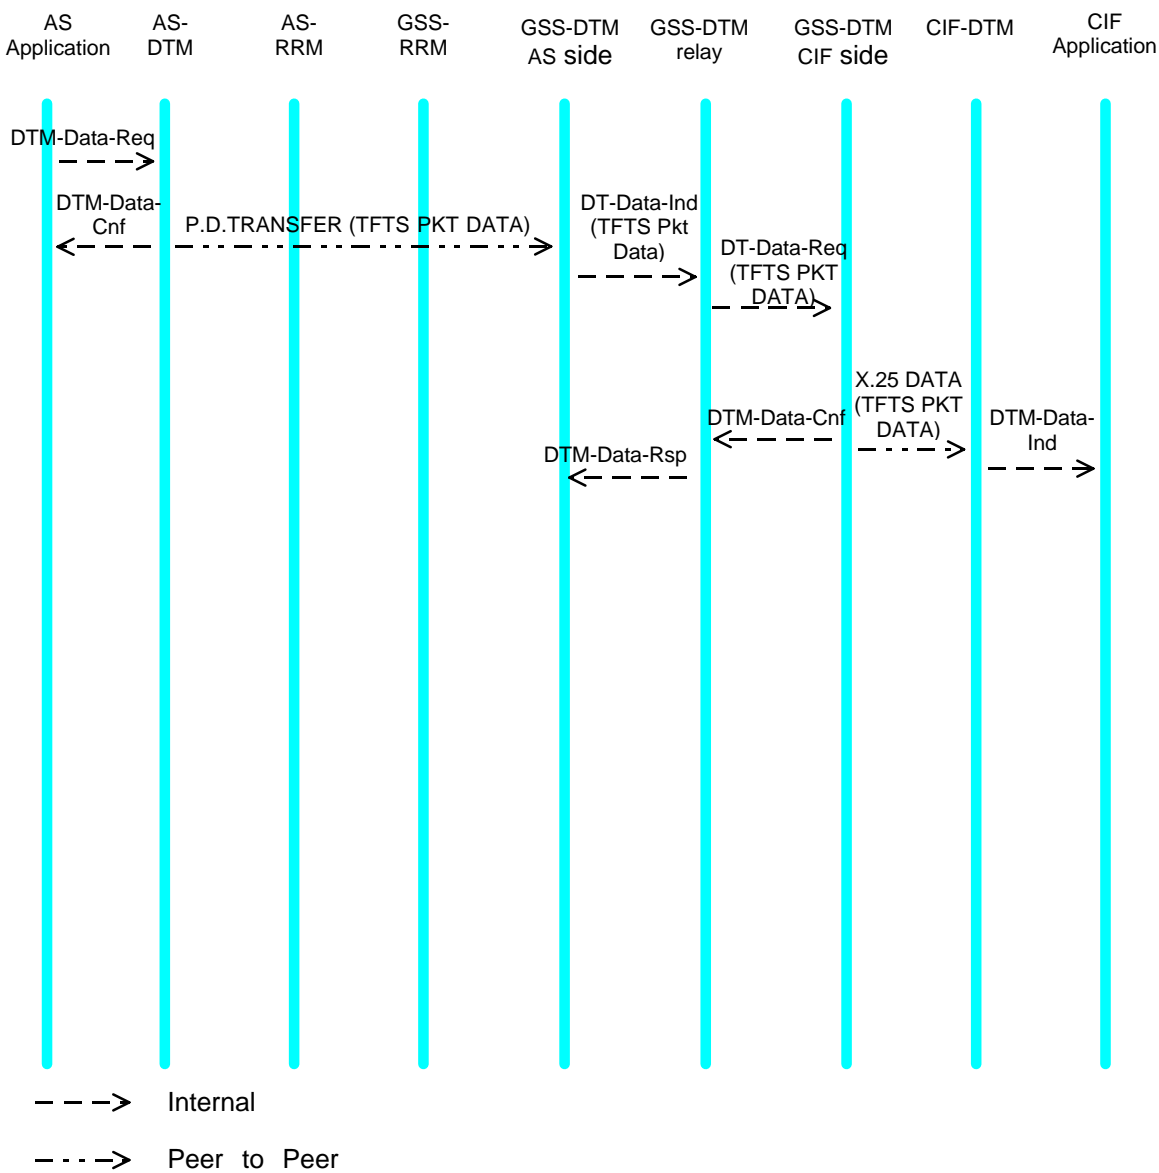 AS
Application
AS-
DTM
AS-
RRM
GSS-
RRM
GSS-DTM
AS side
GSS-DTM
relay
GSS-DTM
CIF side
CIF-DTM
CIF
Application
DTM-Data-Req
DTM-Data-
Cnf
P.D.TRANSFER (TFTS PKT DATA)
DT-Data-Ind
(TFTS Pkt
Data)
DT-Data-Req
(TFTS PKT
DATA)
X.25 DATA
(TFTS PKT
DATA)
DTM-Data-Cnf
DTM-Data-
Ind
DTM-Data-Rsp
Internal
Peer to Peer